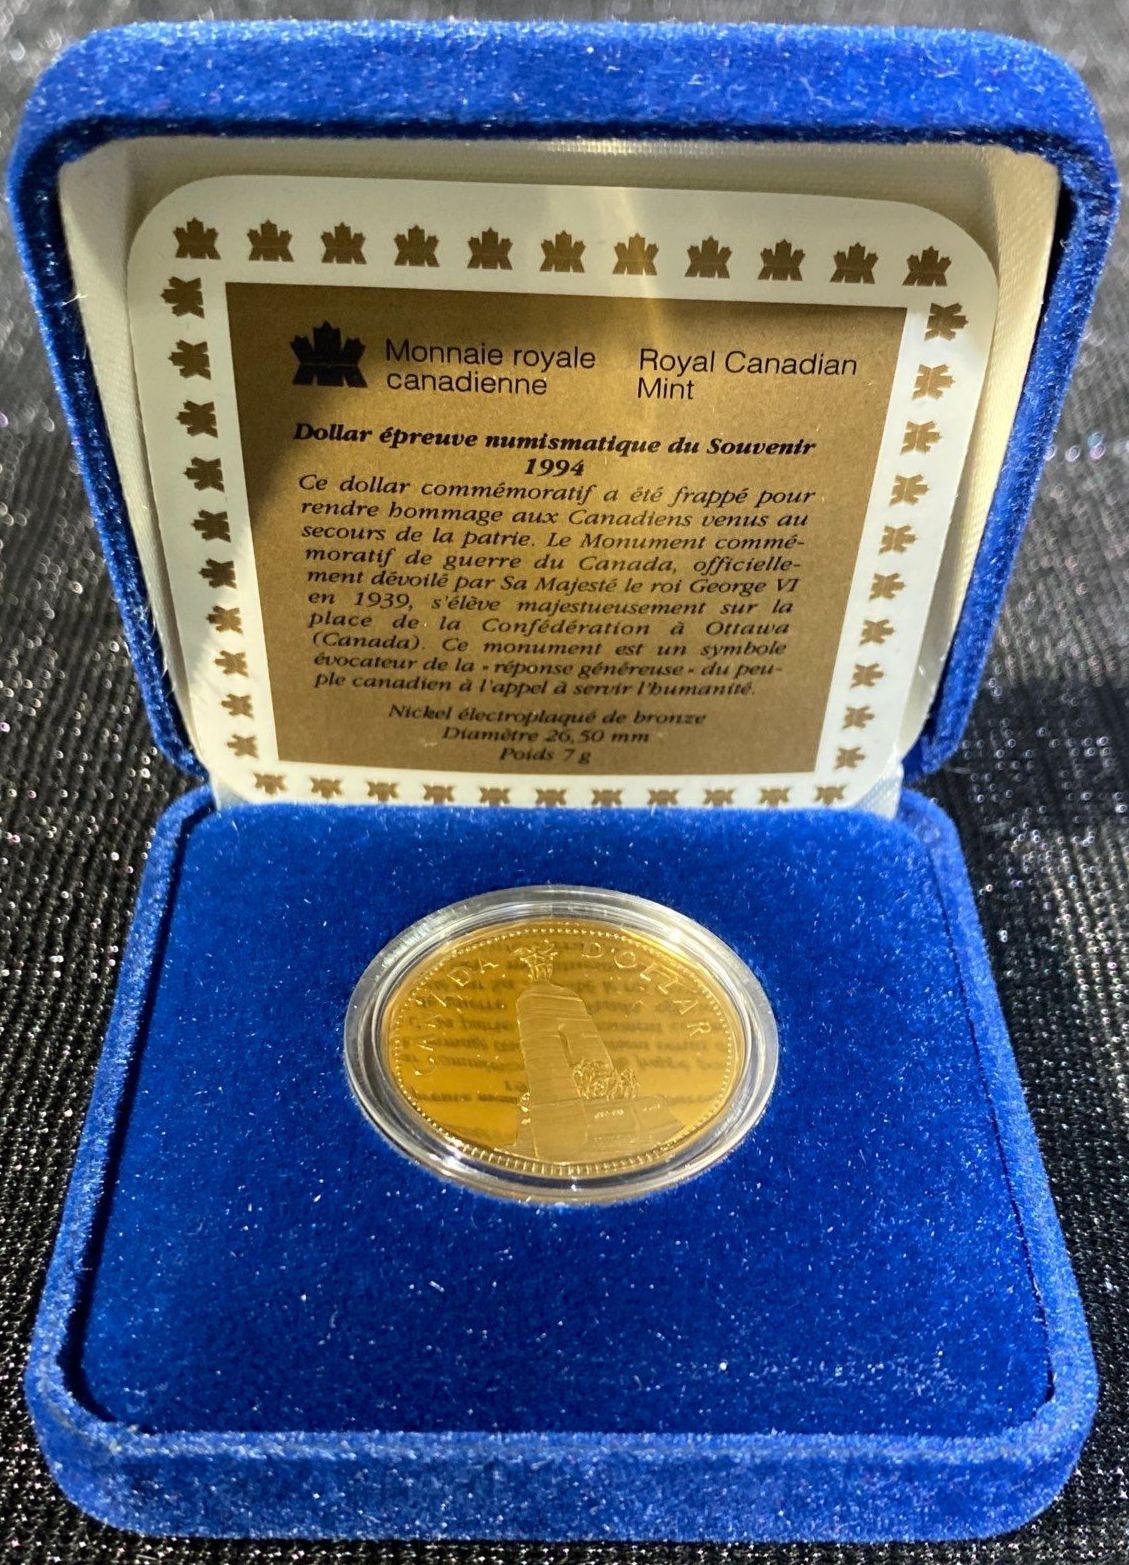 Monnaie royale canadienne
Royal Canadian Mint
Dollar épreuve numismatique du Souvenir
1994
Ce dollar commémoratif a été frappé pour
rendre hommage aux Canadiens venus au
secours de la patrie. Le Monument commé-
moratif de guerre du Canada, officielle-
ment dévoilé par Sa Majesté le roi George VI
en 1939, s'élève majestueusement sur la
place de la Confédération à Ottawa
(Canada). Ce monument est un symbole
évocateur de la «réponse généreuse» du peu-
ple canadien à l'appel à servir l'humanité.
Nickel électroplaqué de bronze
Diamètre 26,50 mm
Poids 7 g
CANADA DOLLAR